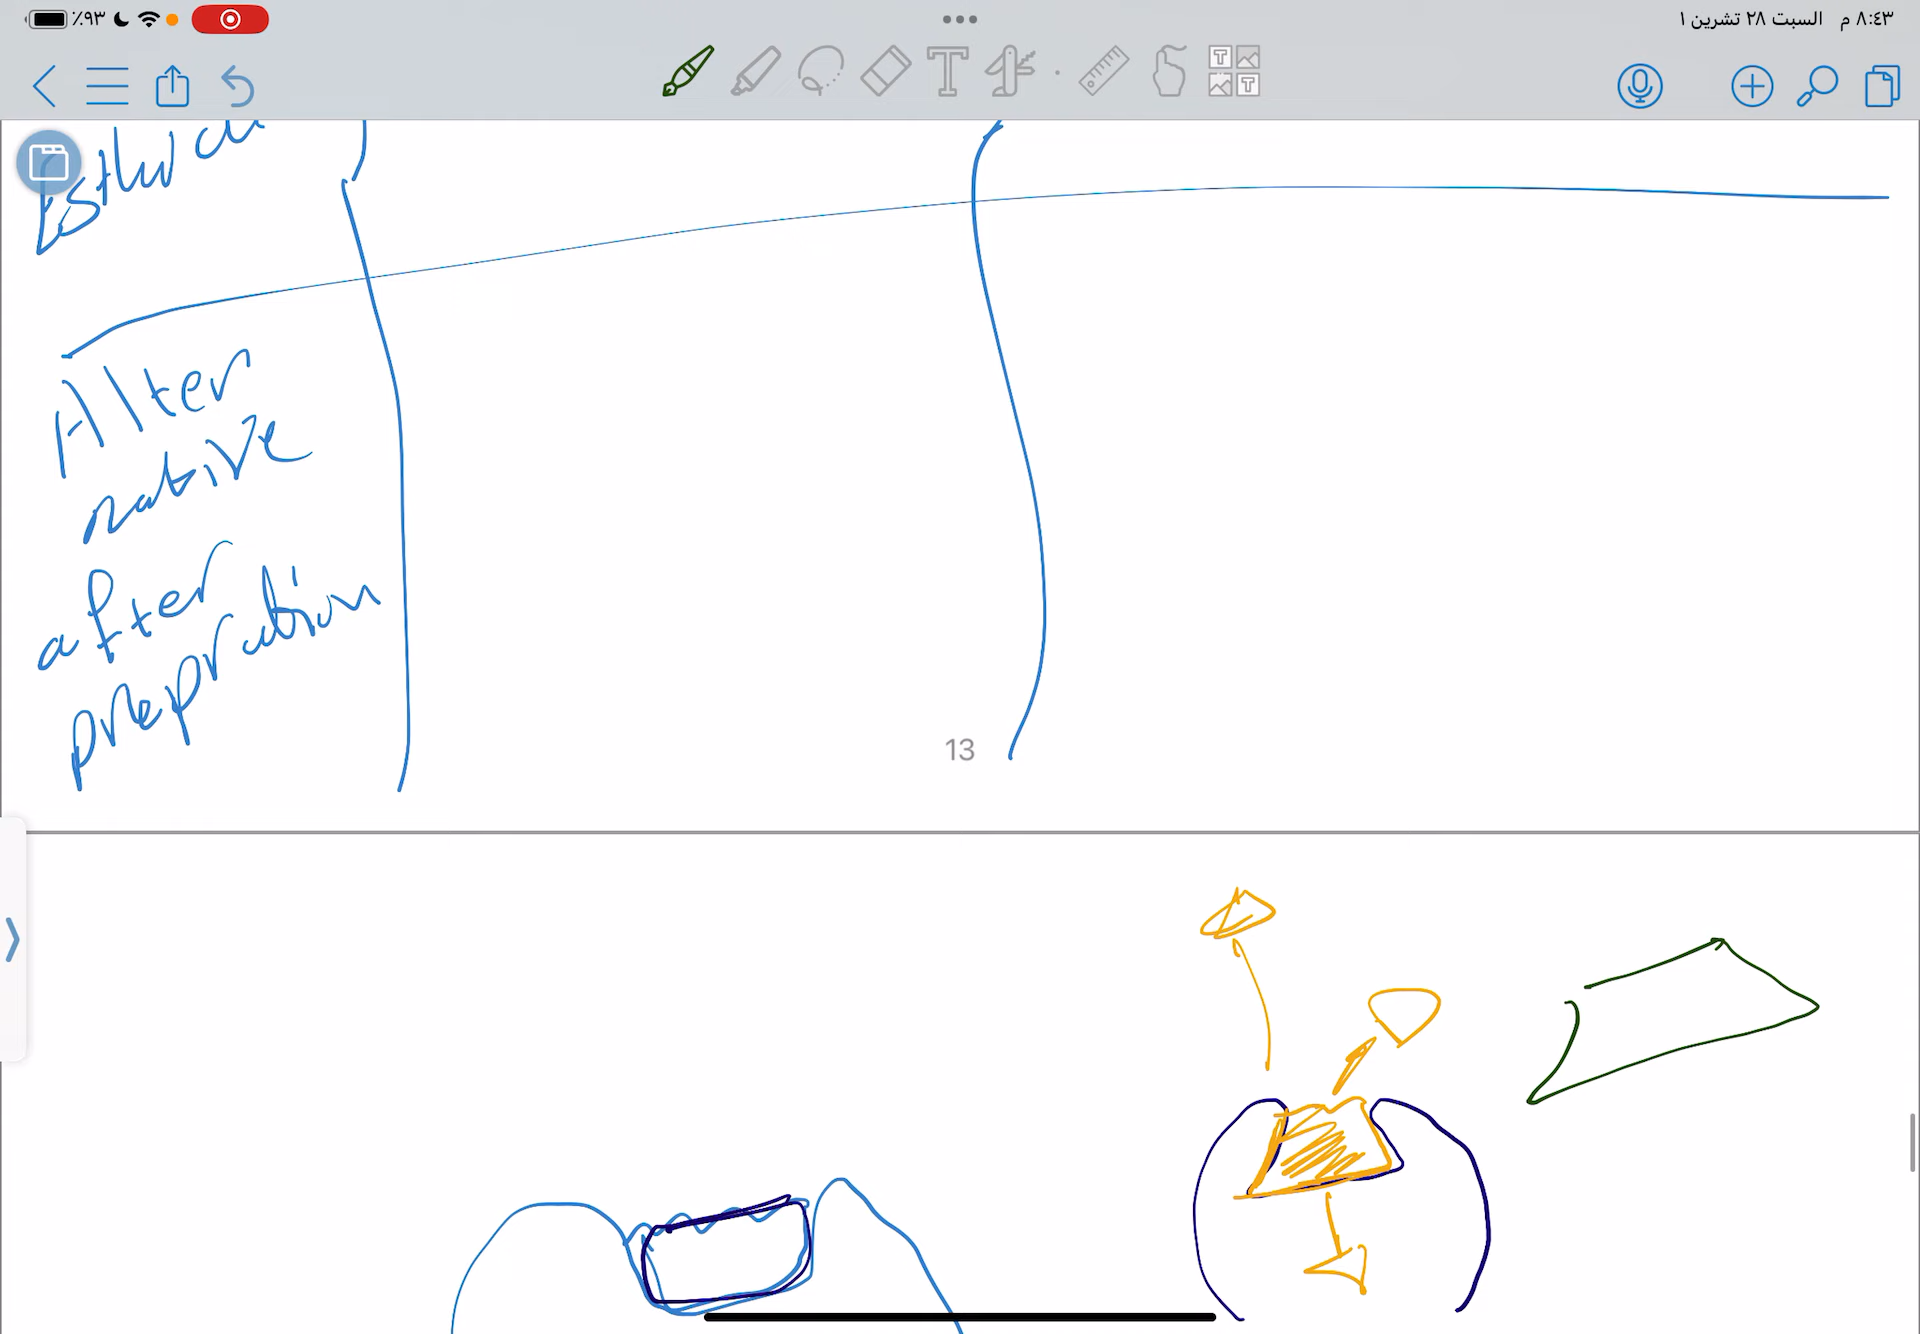 ٪٩٣
٨:٤٣ م السبت ٢٨ تشرين ١
Alter
native
after
prepration
13